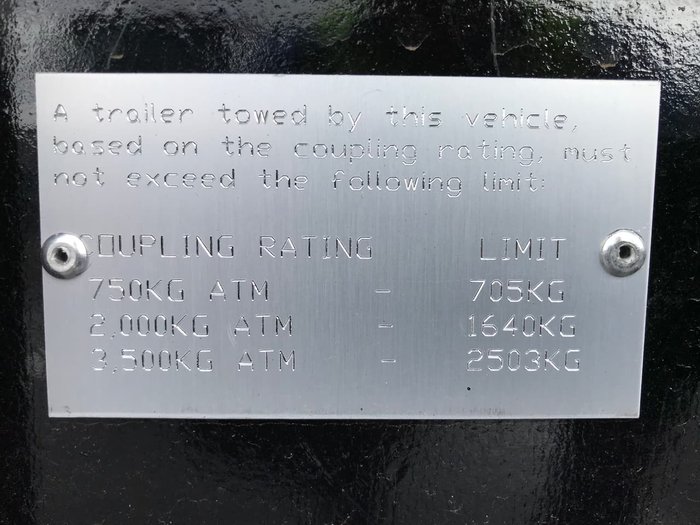 A trailer towed by this vehicle,
based on the coupling rating, must
not exceed the following limit:
COUPLING RATING LIMIT
750KG ATM - 705KG
2,000KG ATM - 1640KG
3,500KG ATM - 2503KG